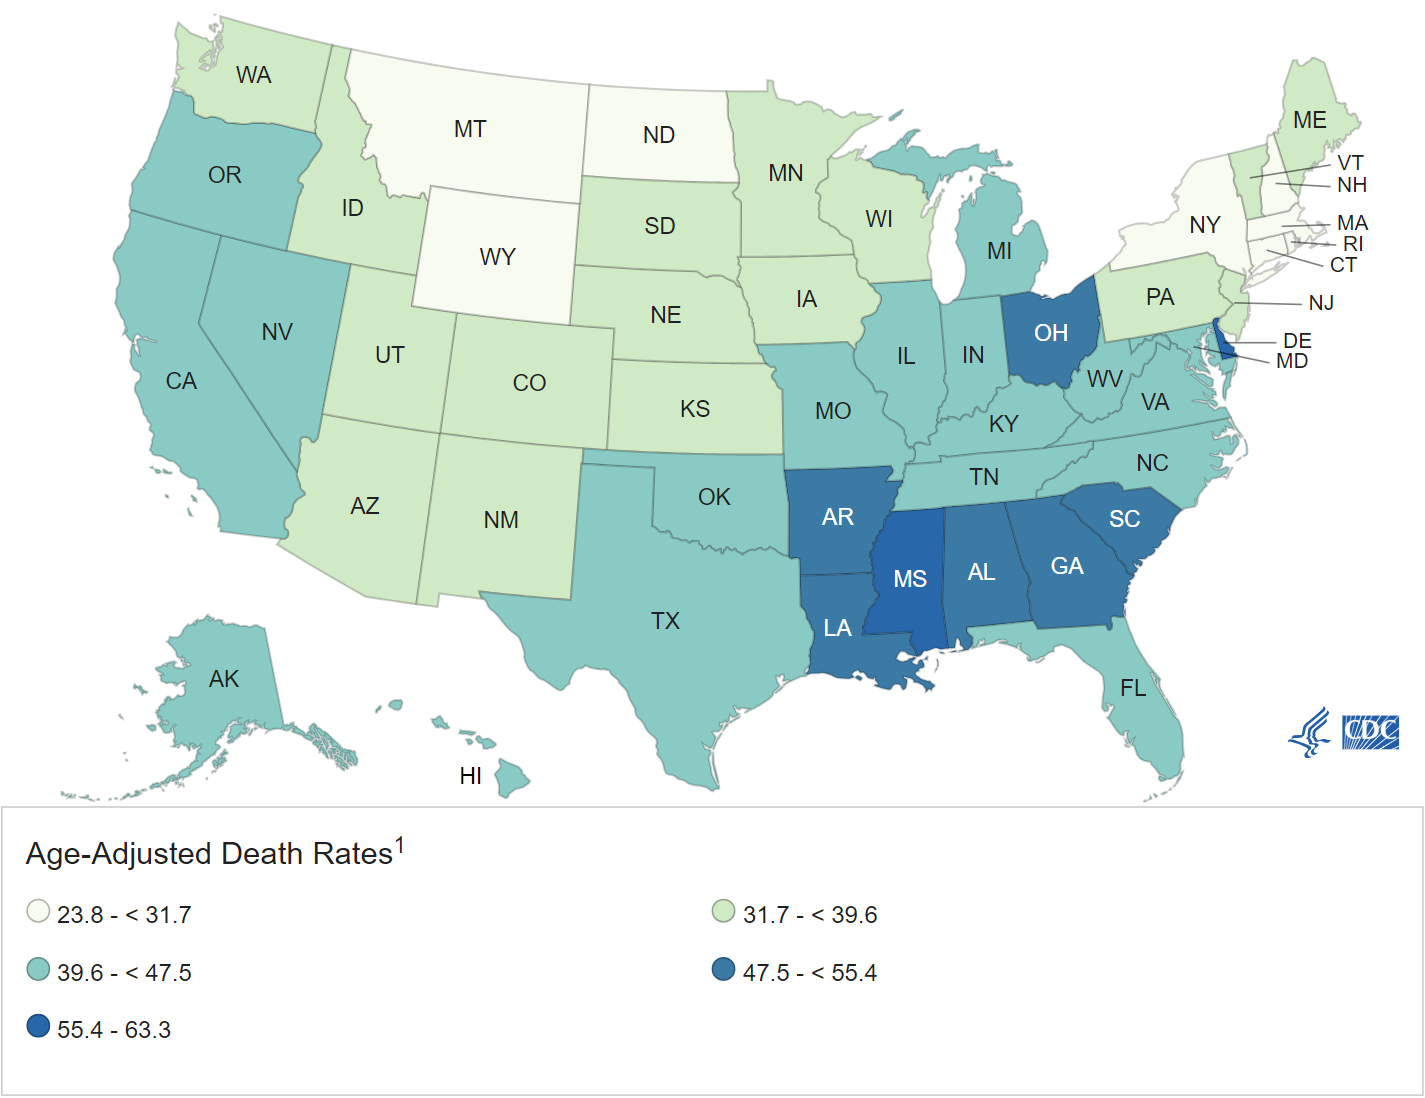 WA
MT
ND
MN
ME
VT
NH
OR
ID
SD
WI
NY
MA
RI
CT
WY
MI
IA
PA
NJ
NE
NV
UT
OH
DE
MD
IL
IN
CA
CO
WV
VA
KS
MO
KY
NC
TN
OK
AZ
NM
AR
SC
MS
AL
GA
TX
LA
AK
FL
HI
CDC
Age-Adjusted Death Rates1
23.8 - < 31.7
31.7 - < 39.6
39.6 - < 47.5
47.5 - < 55.4
55.4 - 63.3